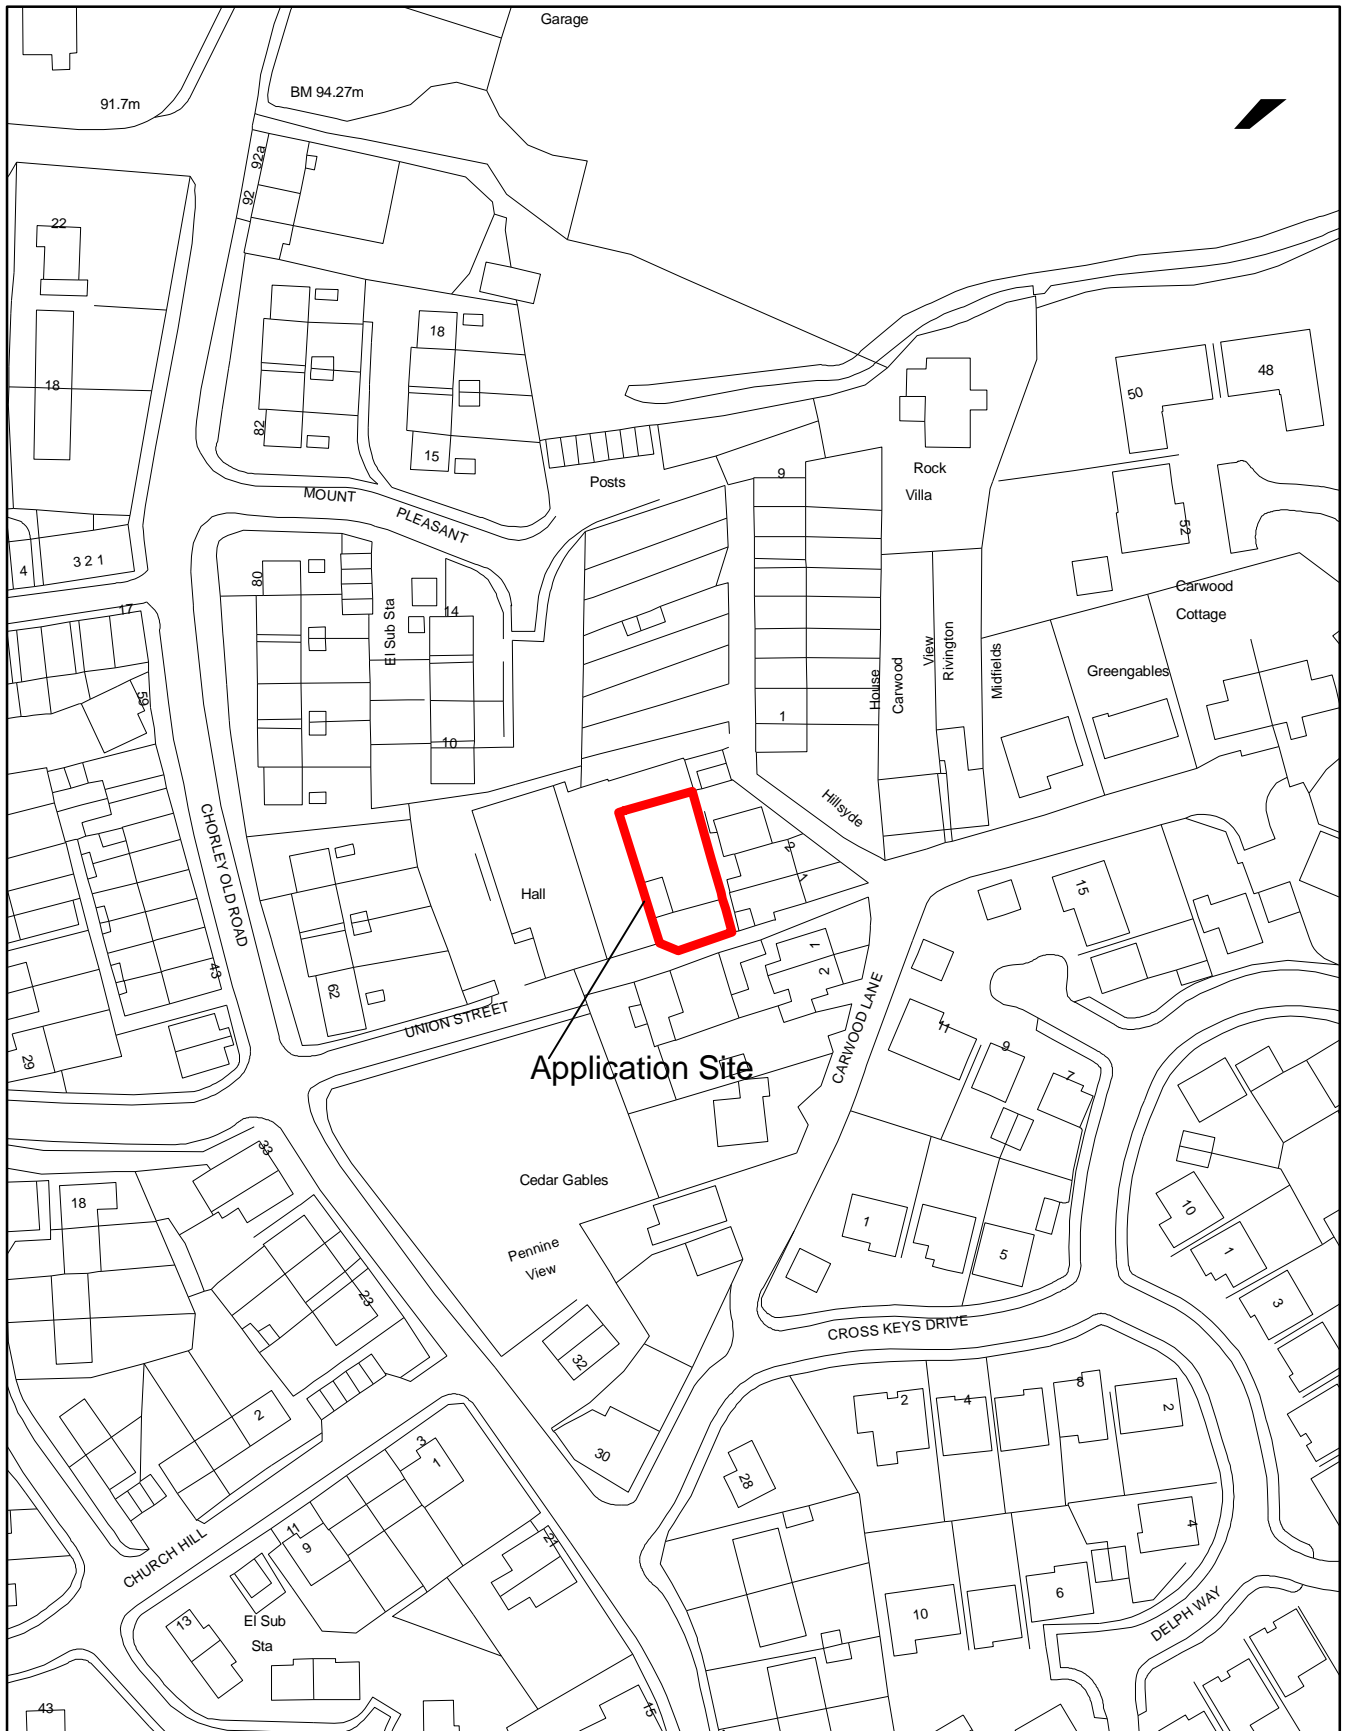 Garage
BM 94.27m
91.7m
92a
92
22
18
18
48
50
82
15
9
Rock
Villa
Posts
MOUNT
PLEASANT
52
3 2 1
4
80
Carwood
Cottage
17
14
El Sub Sta
View
Rivington
Midfields
Greengables
House
Carwood
59
1
10
Hillsyde
CHORLEY OLD ROAD
2
1
Hall
15
1
2
43
62
UNION STREET
CARWOOD LANE
11
9
7
29
Application Site
33
Cedar Gables
18
10
1
1
5
Pennine
View
3
23
CROSS KEYS DRIVE
32
2
4
8
2
2
3
1
30
28
11
9
21
4
CHURCH HILL
6
10
DELPH WAY
13
El Sub
Sta
43
15